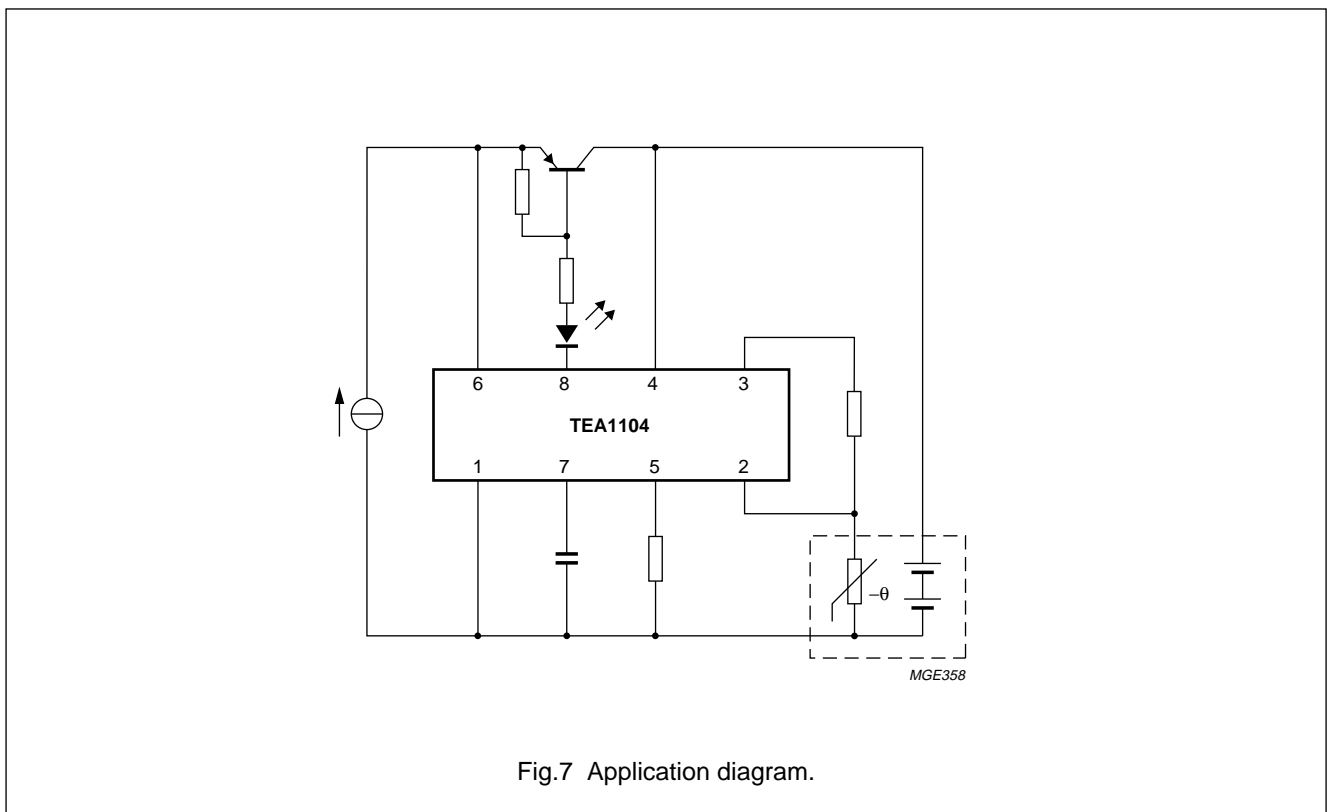 6 8 4 3
TEA1104
1 7 5 2
−θ
MGE358
Fig.7 Application diagram.